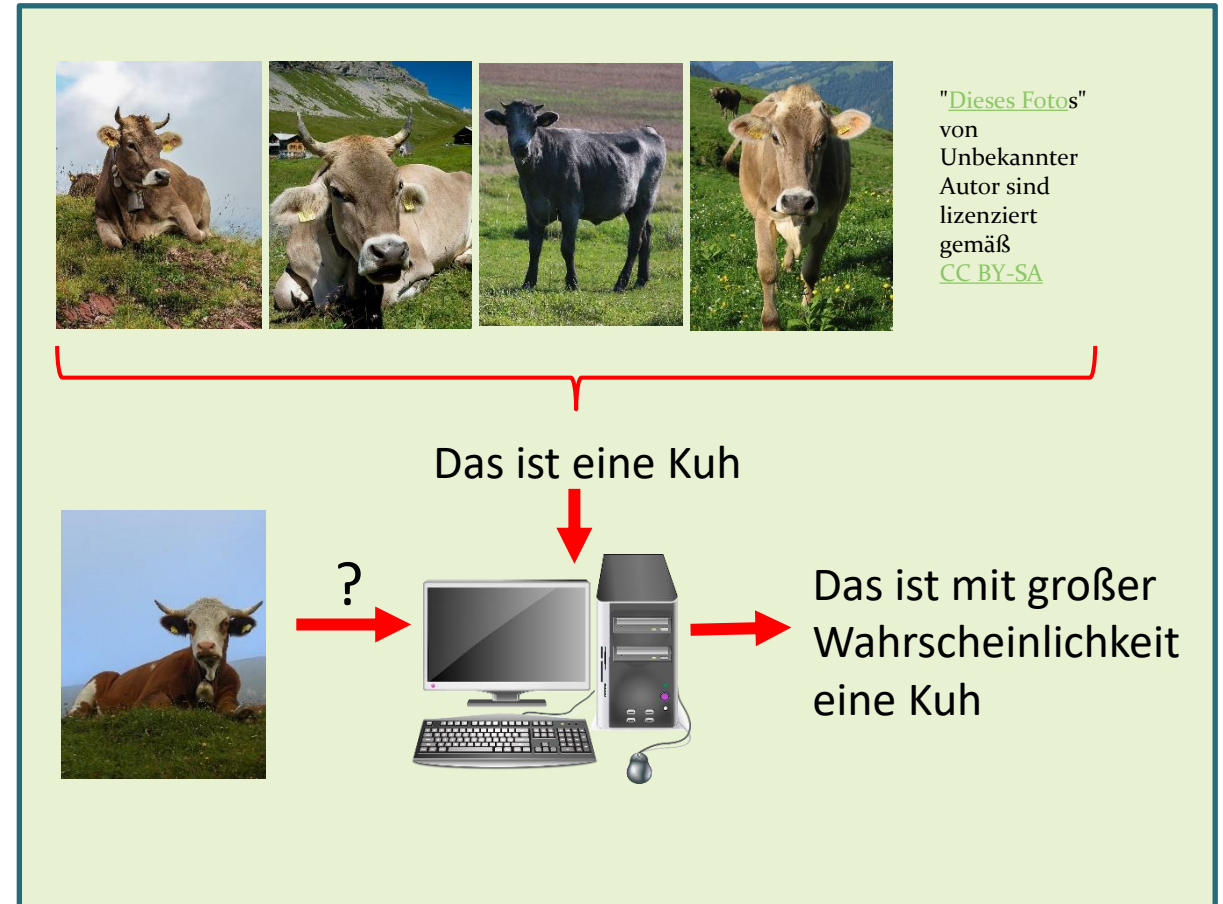 "Dieses Fotos"
von
Unbekannter
Autor sind
lizenziert
gemäß
CC BY-SA
Das ist eine Kuh
?
Das ist mit großer
Wahrscheinlichkeit
eine Kuh